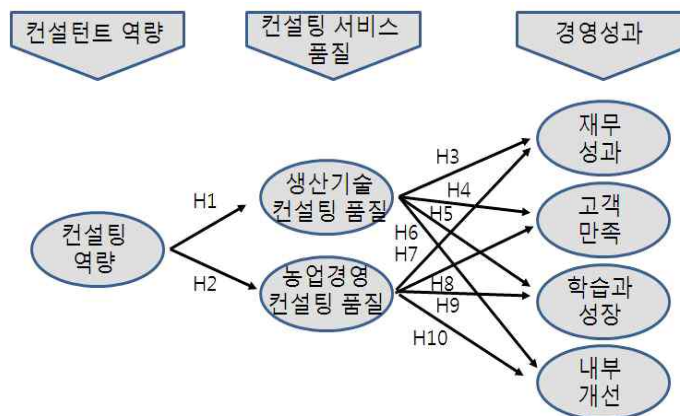 컨설턴트 역량
컨설팅 서비스
품질
경영성과
컨설팅
역량
H1
H2
생산기술
컨설팅 품질
농업경영
컨설팅 품질
H3
H4
H5
H6
H7
H8
H9
H10
재무
성과
고객
만족
학습과
성장
내부
개선